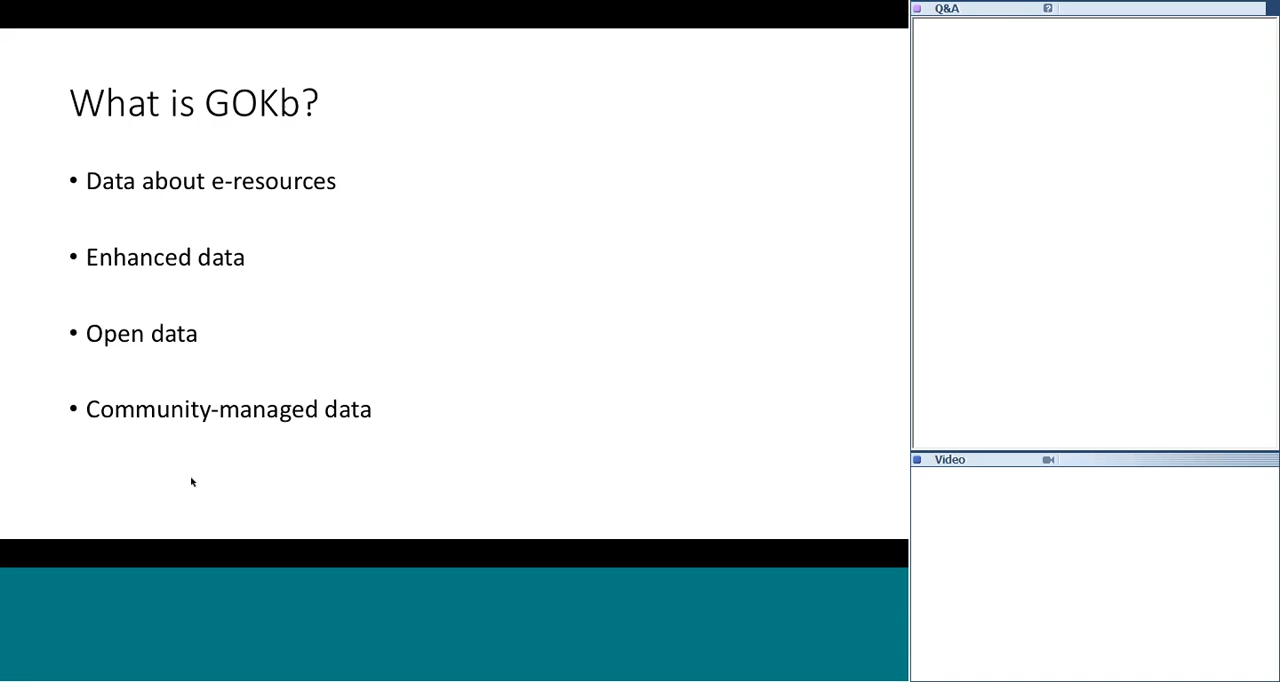 What is GOKb?
• Data about e-resources
• Enhanced data
• Open data
• Community-managed data
Q&A
Video